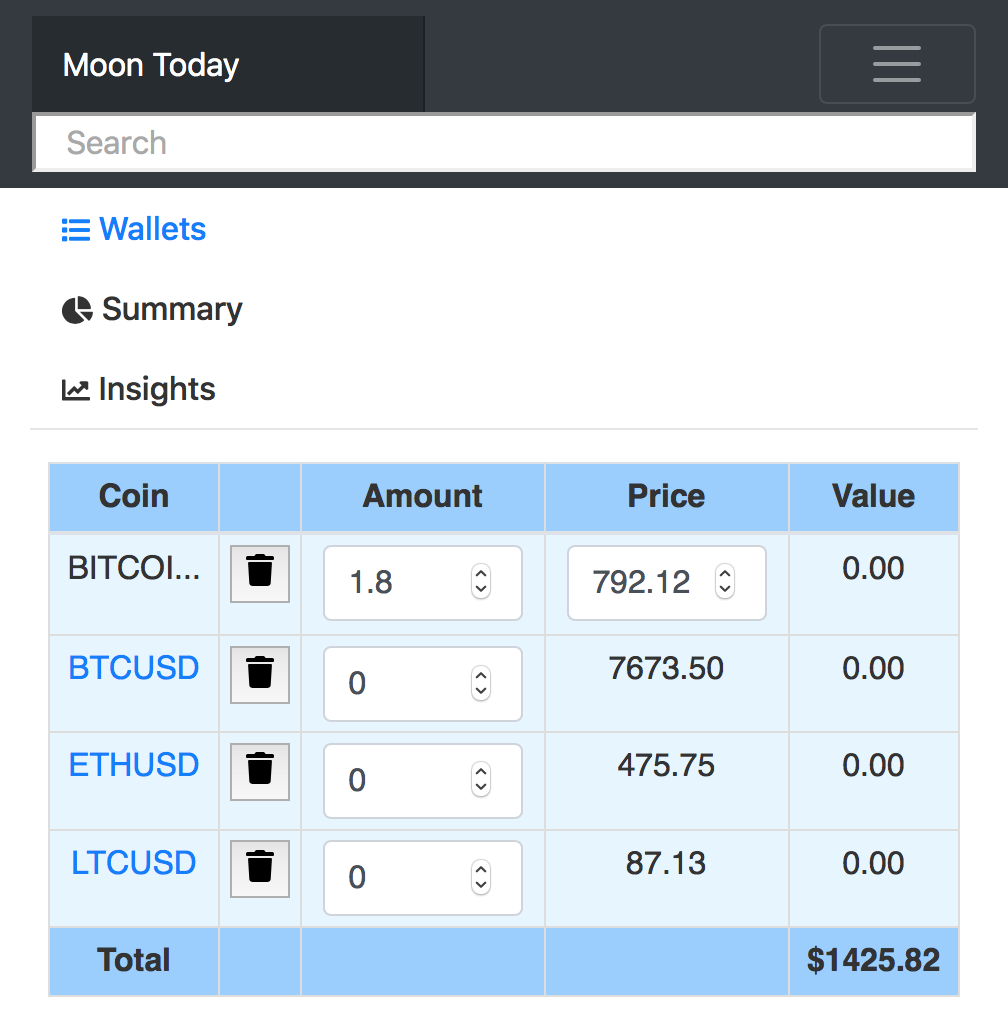 Moon Today
Search
Wallets
Summary
Insights
Coin Amount Price Value
BITCOI... 1.8 792.12 0.00
BTCUSD 0 7673.50 0.00
ETHUSD 0 475.75 0.00
LTCUSD 0 87.13 0.00
Total $1425.82